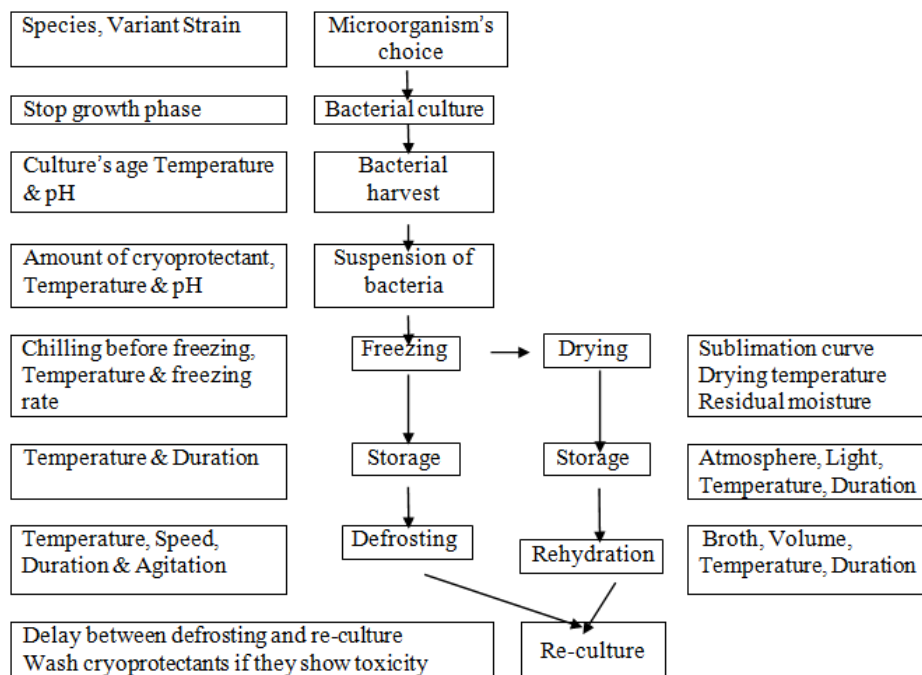 Species, Variant Strain
Microorganism's
choice
Stop growth phase
Bacterial culture
Culture's age Temperature
& pH
Bacterial
harvest
Amount of cryoprotectant,
Temperature & pH
Suspension of
bacteria
Chilling before freezing,
Temperature & freezing
rate
Freezing
Drying
Sublimation curve
Drying temperature
Residual moisture
Temperature & Duration
Storage
Storage
Atmosphere, Light,
Temperature, Duration
Temperature, Speed,
Duration & Agitation
Defrosting
Rehydration
Broth, Volume,
Temperature, Duration
Delay between defrosting and re-culture
Wash cryoprotectants if they show toxicity
Re-culture